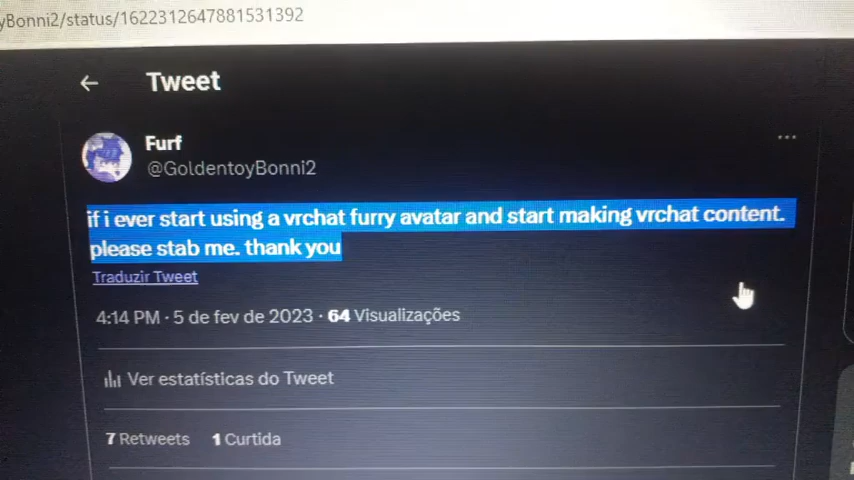 yBonni2/status/1622312647881531392
Tweet
Furf
@GoldentoyBonni2
if i ever start using a vrchat furry avatar and start making vrchat content.
please stab me. thank you
Traduzir Tweet
4:14 PM · 5 de fev de 2023 · 64 Visualizações
Ver estatísticas do Tweet
7 Retweets 1 Curtida